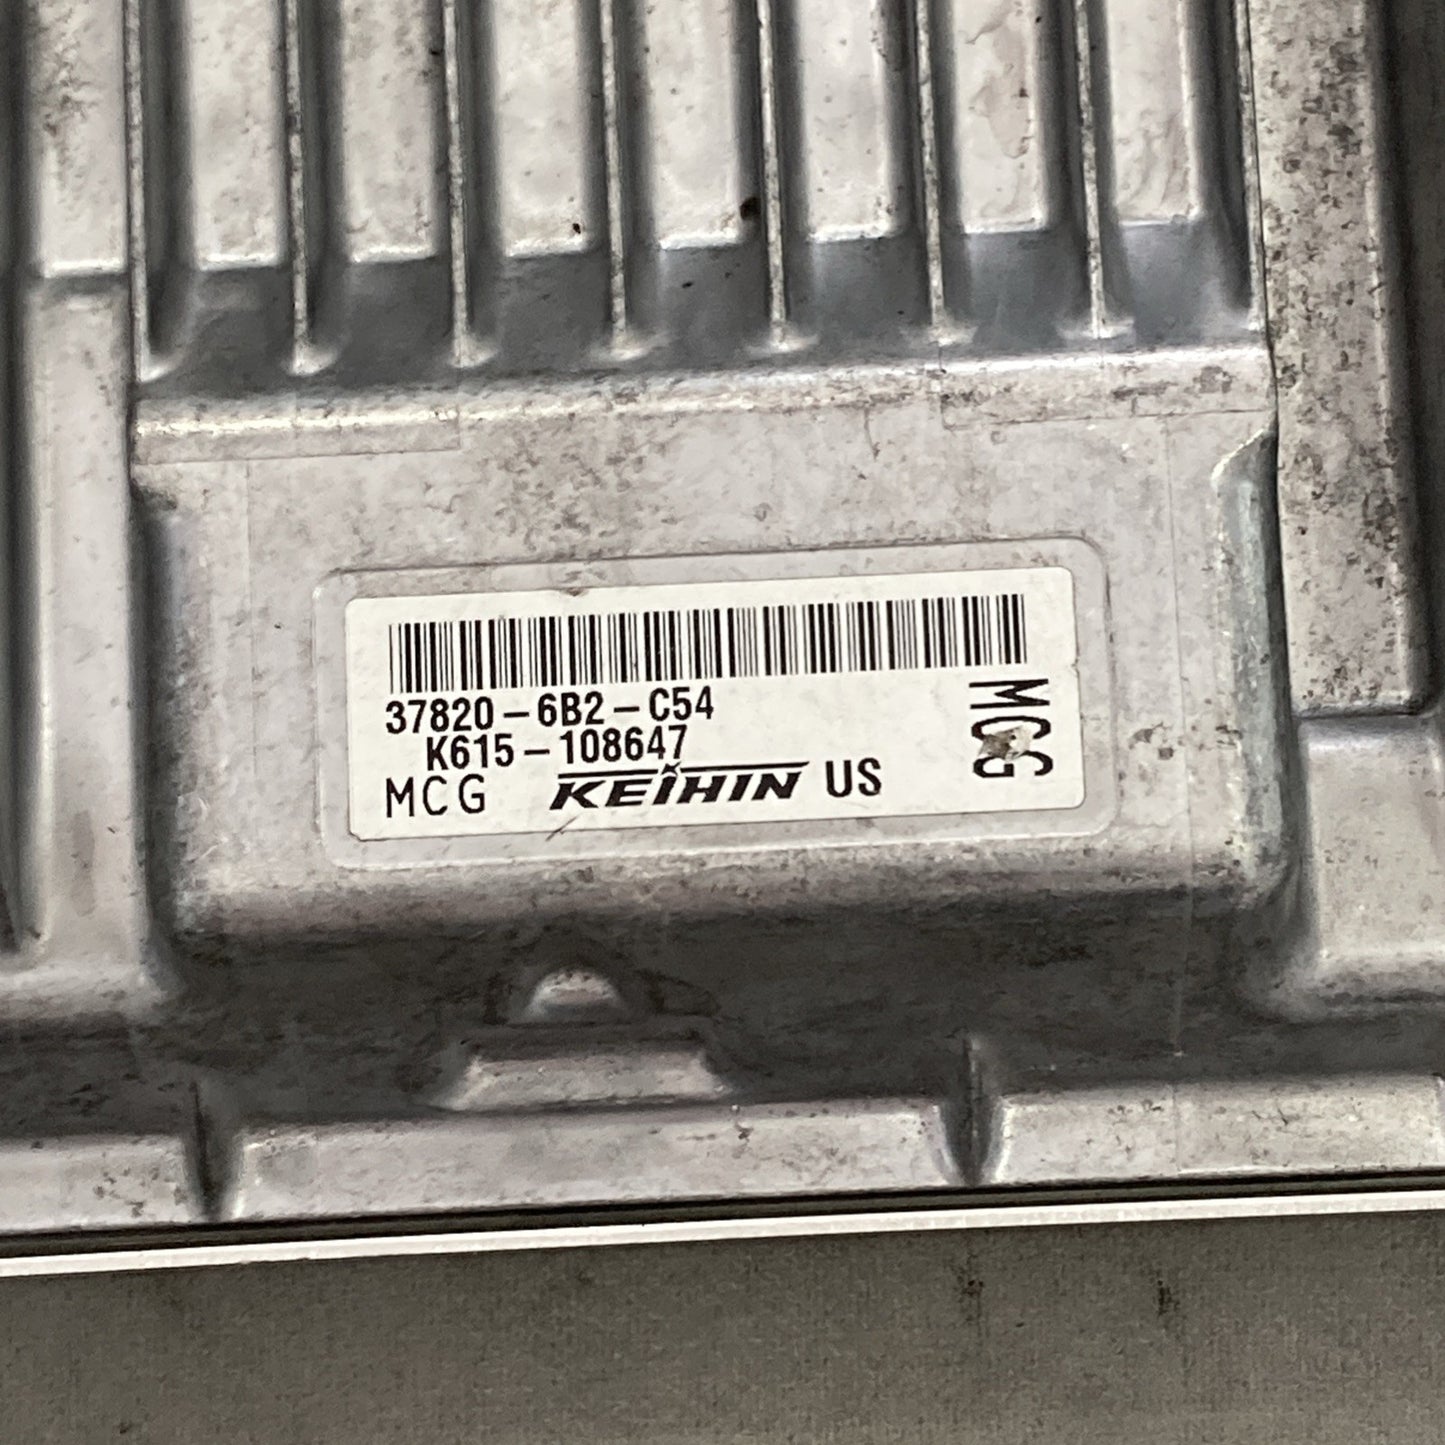 37820-6B2-C54
K615-108647
MCG KEIHIN US
MCG